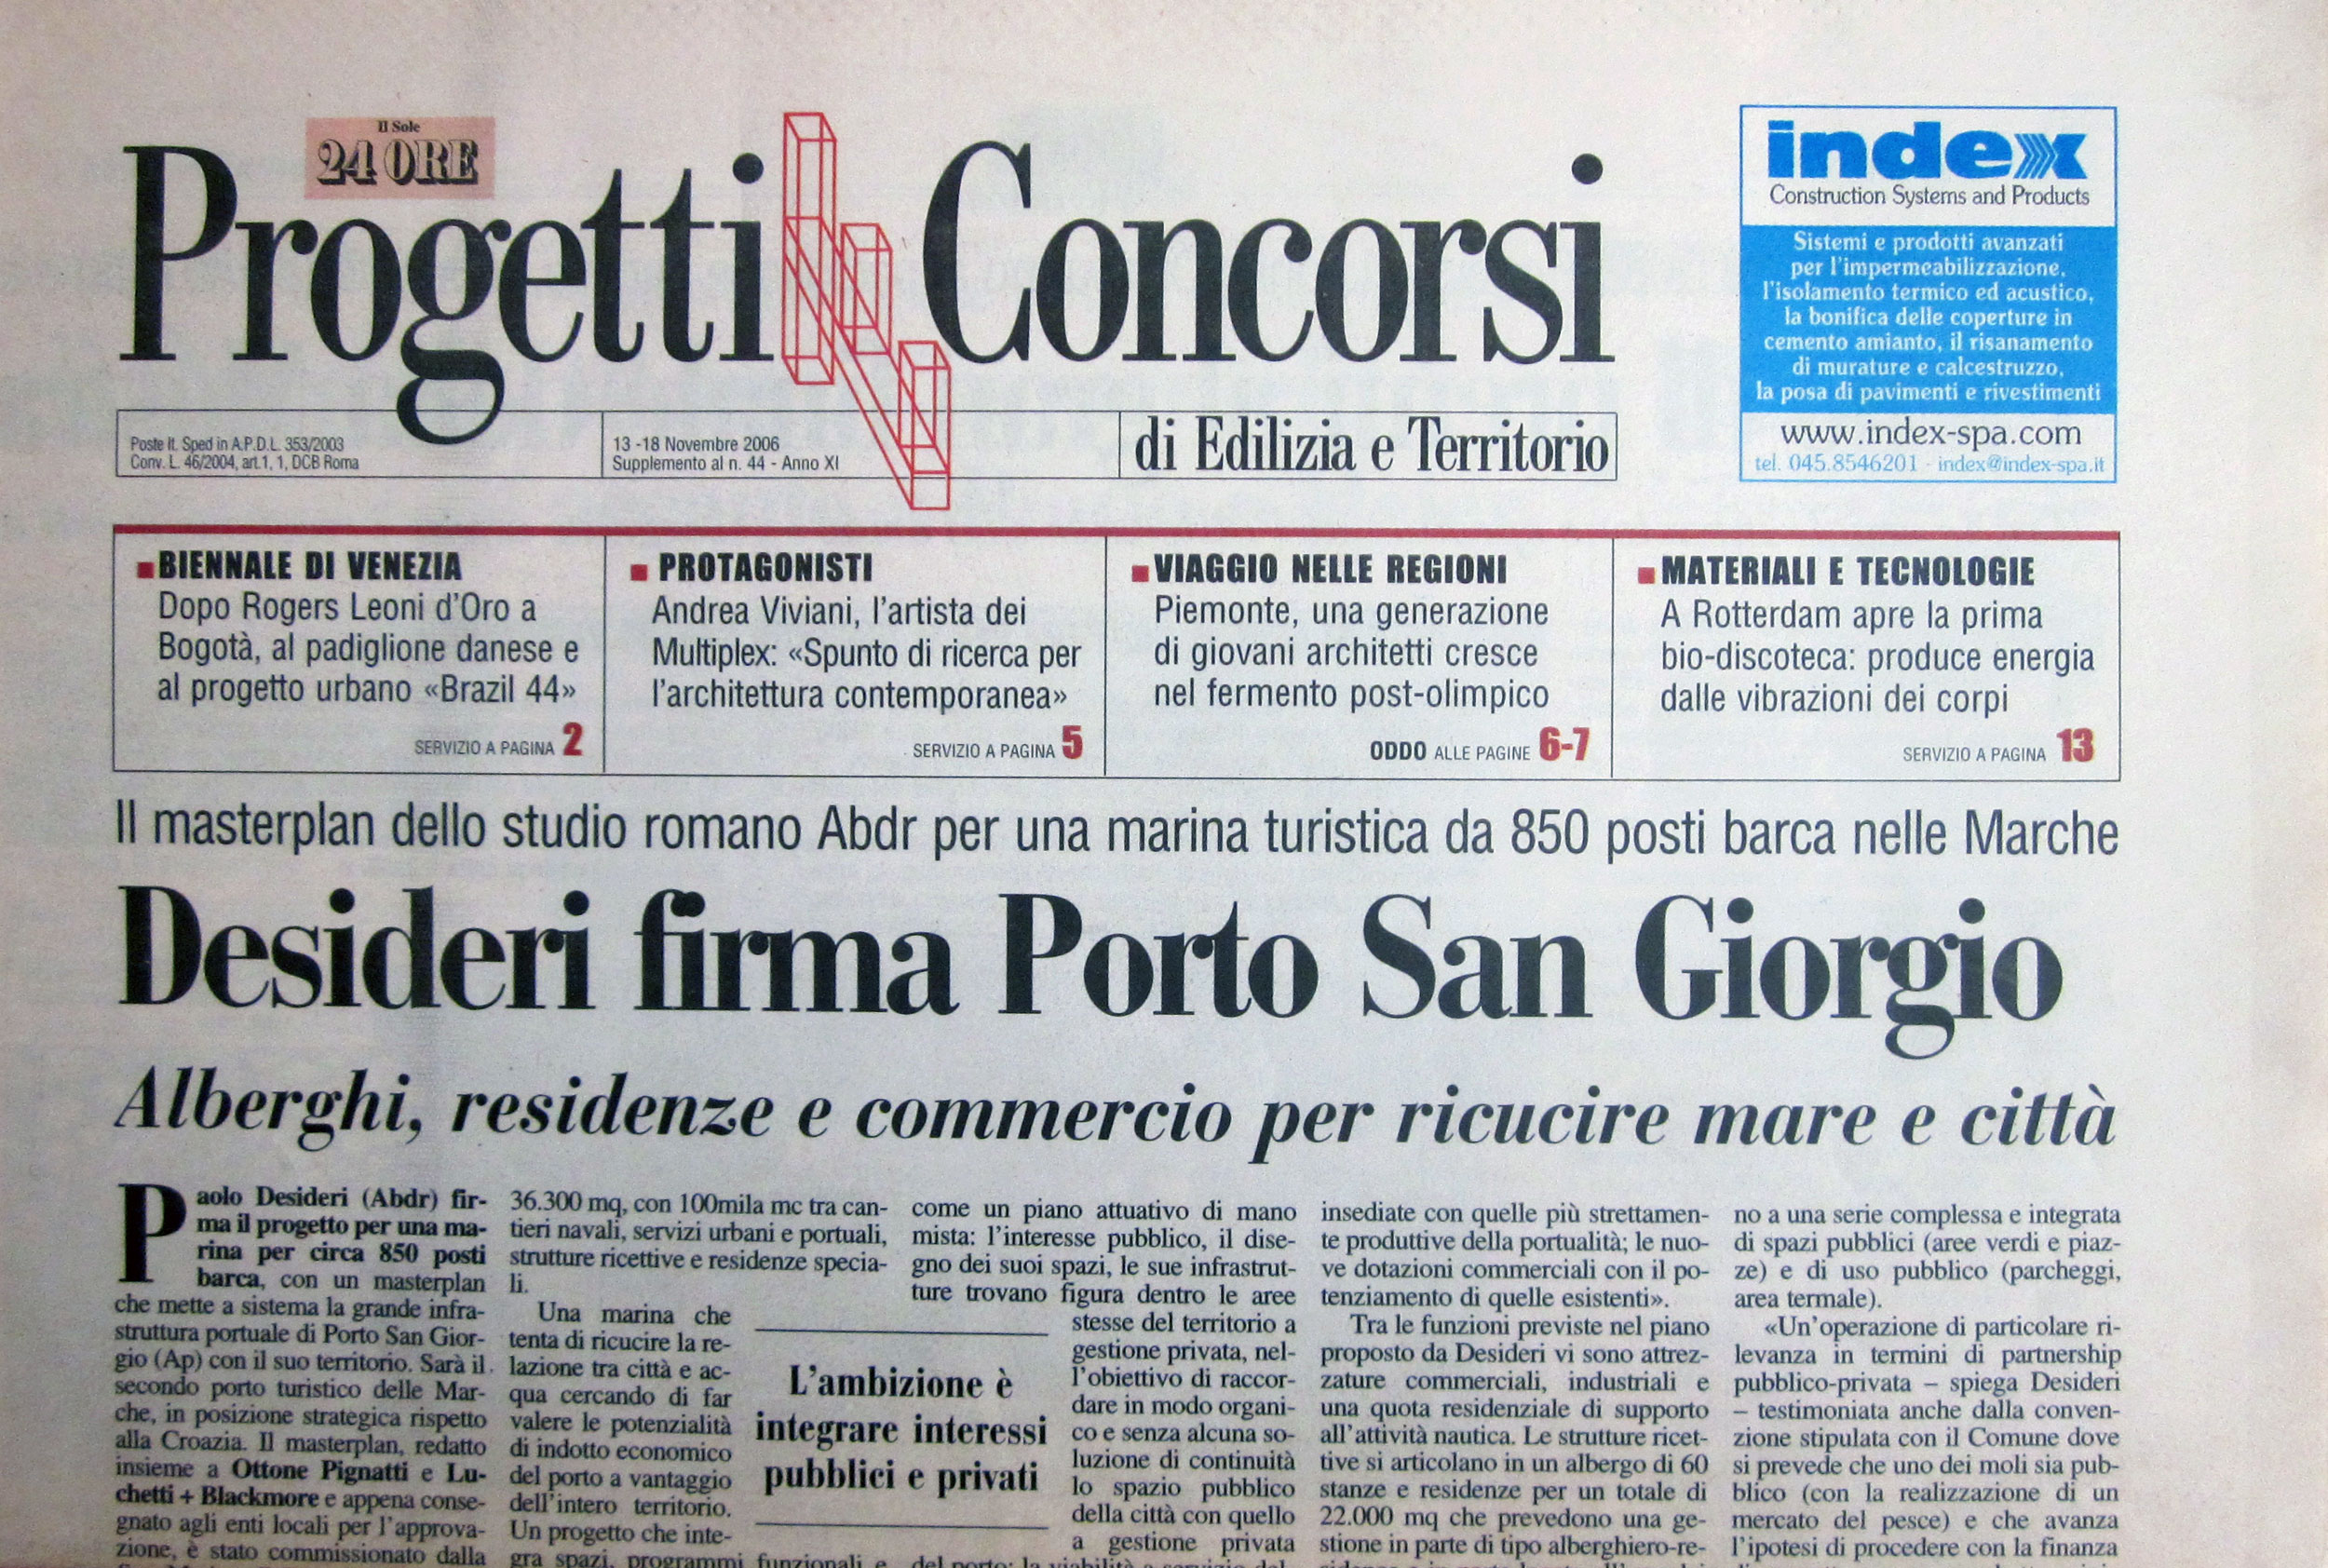 Il Sole
24 ORE
Progetti Concorsi
Poste It. Sped in A.P.D.L. 353/2003
Conv. L. 46/2004, art.1, 1, DCB Roma
13 -18 Novembre 2006
Supplemento al n. 44 - Anno XI
di Edilizia e Territorio
index
Construction Systems and Products
Sistemi e prodotti avanzati
per l'impermeabilizzazione,
l'isolamento termico ed acustico,
la bonifica delle coperture in
cemento amianto, il risanamento
di murature e calcestruzzo,
la posa di pavimenti e rivestimenti
www.index-spa.com
tel. 045.8546201 - index@index-spa.it
BIENNALE DI VENEZIA
Dopo Rogers Leoni d'Oro a
Bogotà, al padiglione danese e
al progetto urbano «Brazil 44»
SERVIZIO A PAGINA 2
PROTAGONISTI
Andrea Viviani, l'artista dei
Multiplex: «Spunto di ricerca per
l'architettura contemporanea»
SERVIZIO A PAGINA 5
VIAGGIO NELLE REGIONI
Piemonte, una generazione
di giovani architetti cresce
nel fermento post-olimpico
ODDO ALLE PAGINE 6-7
MATERIALI E TECNOLOGIE
A Rotterdam apre la prima
bio-discoteca: produce energia
dalle vibrazioni dei corpi
SERVIZIO A PAGINA 13
Il masterplan dello studio romano Abdr per una marina turistica da 850 posti barca nelle Marche
Desideri firma Porto San Giorgio
Alberghi, residenze e commercio per ricucire mare e città
Paolo Desideri (Abdr) fir-
ma il progetto per una ma-
rina per circa 850 posti
barca, con un masterplan
che mette a sistema la grande infra-
struttura portuale di Porto San Gior-
gio (Ap) con il suo territorio. Sarà il
secondo porto turistico delle Mar-
che, in posizione strategica rispetto
alla Croazia. Il masterplan, redatto
insieme a Ottone Pignatti e Lu-
chetti + Blackmore e appena conse-
gnato agli enti locali per l'approva-
zione, è stato commissionato dalla
36.300 mq, con 100mila mc tra can-
tieri navali, servizi urbani e portuali,
strutture ricettive e residenze specia-
li.
Una marina che
tenta di ricucire la re-
lazione tra città e ac-
qua cercando di far
valere le potenzialità
di indotto economico
del porto a vantaggio
dell'intero territorio.
Un progetto che inte-
gra spazi, programmi funzionali e
L'ambizione è
integrare interessi
pubblici e privati
come un piano attuativo di mano
mista: l'interesse pubblico, il dise-
gno dei suoi spazi, le sue infrastrut-
ture trovano figura dentro le aree
stesse del territorio a
gestione privata, nel-
l'obiettivo di raccor-
dare in modo organi-
co e senza alcuna so-
luzione di continuità
lo spazio pubblico
della città con quello
a gestione privata
del porto: la viabilità a servizio del
insediate con quelle più strettamen-
te produttive della portualità; le nuo-
ve dotazioni commerciali con il po-
tenziamento di quelle esistenti».
Tra le funzioni previste nel piano
proposto da Desideri vi sono attrez-
zature commerciali, industriali e
una quota residenziale di supporto
all'attività nautica. Le strutture ricet-
tive si articolano in un albergo di 60
stanze e residenze per un totale di
22.000 mq che prevedono una ge-
stione in parte di tipo alberghiero-re-
no a una serie complessa e integrata
di spazi pubblici (aree verdi e piaz-
ze) e di uso pubblico (parcheggi,
area termale).
«Un'operazione di particolare ri-
levanza in termini di partnership
pubblico-privata – spiega Desideri
– testimoniata anche dalla conven-
zione stipulata con il Comune dove
si prevede che uno dei moli sia pub-
blico (con la realizzazione di un
mercato del pesce) e che avanza
l'ipotesi di procedere con la finanza